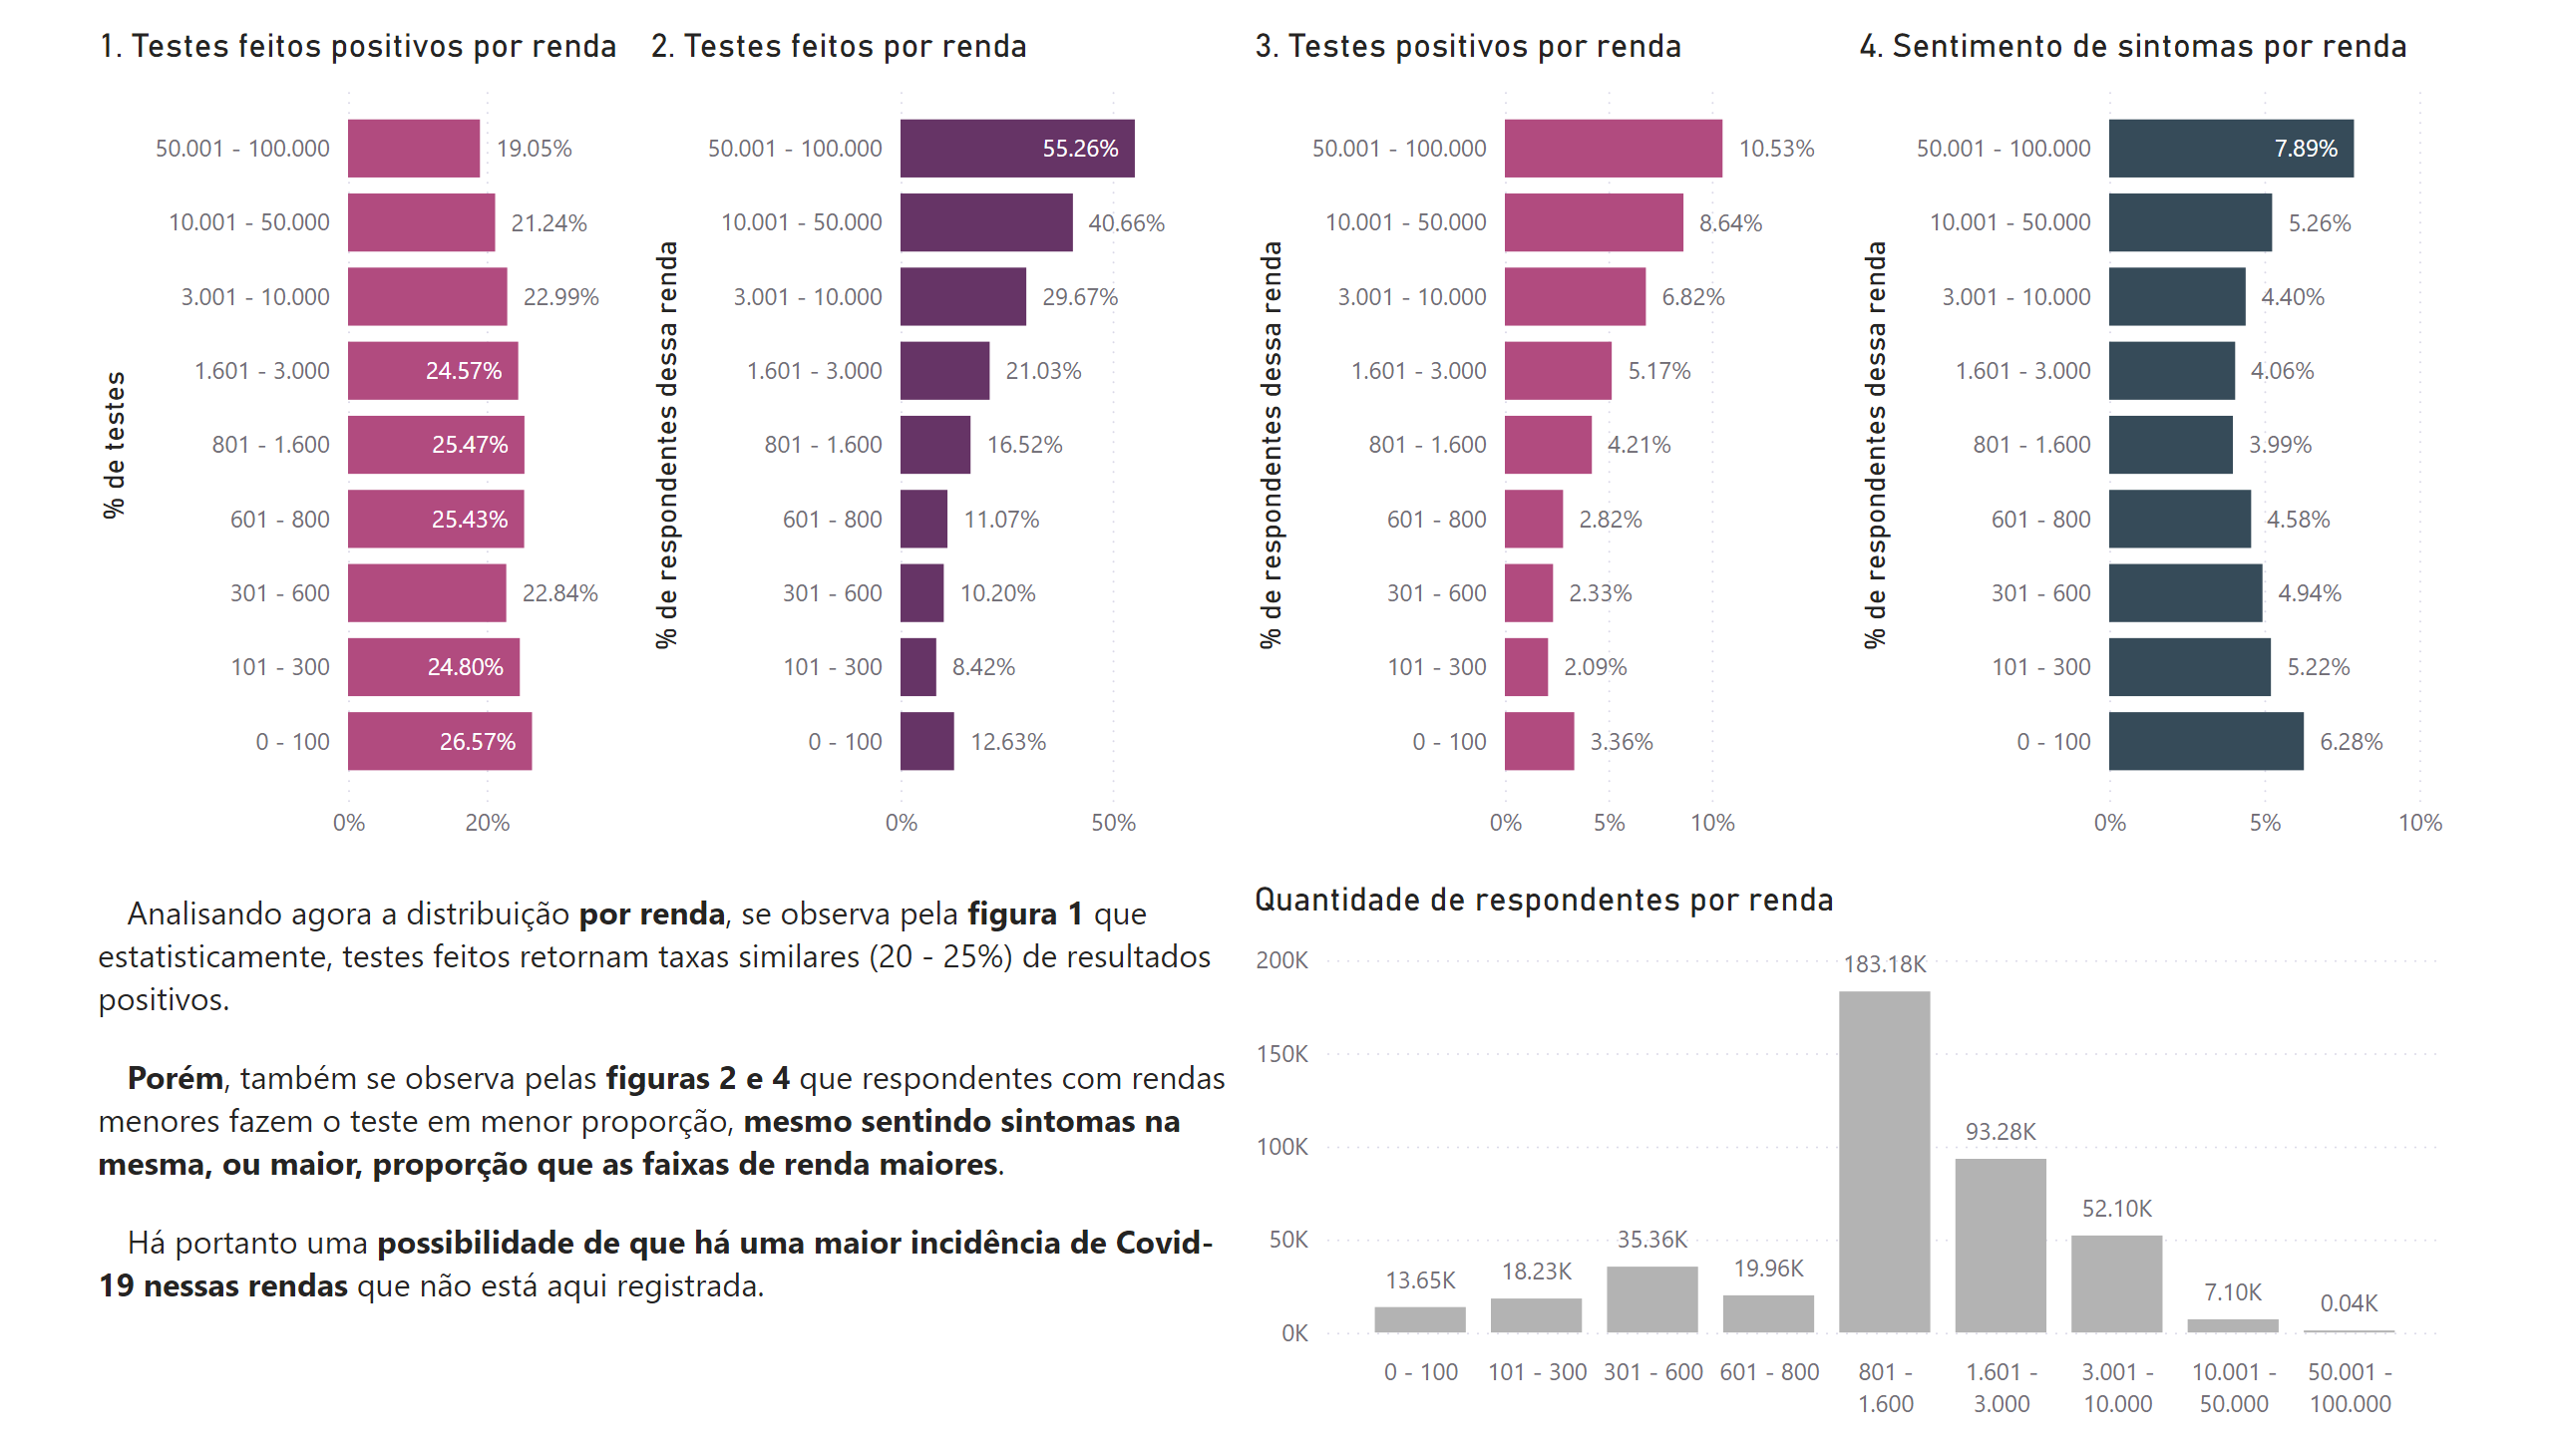 1. Testes feitos positivos por renda
% de testes
50.001 - 100.000 19.05%
10.001 - 50.000 21.24%
3.001 - 10.000 22.99%
1.601 - 3.000 24.57%
801 - 1.600 25.47%
601 - 800 25.43%
301 - 600 22.84%
101 - 300 24.80%
0 - 100 26.57%
0% 20%
2. Testes feitos por renda
% de respondentes dessa renda
50.001 - 100.000 55.26%
10.001 - 50.000 40.66%
3.001 - 10.000 29.67%
1.601 - 3.000 21.03%
801 - 1.600 16.52%
601 - 800 11.07%
301 - 600 10.20%
101 - 300 8.42%
0 - 100 12.63%
0% 50%
3. Testes positivos por renda
% de respondentes dessa renda
50.001 - 100.000 10.53%
10.001 - 50.000 8.64%
3.001 - 10.000 6.82%
1.601 - 3.000 5.17%
801 - 1.600 4.21%
601 - 800 2.82%
301 - 600 2.33%
101 - 300 2.09%
0 - 100 3.36%
0% 5% 10%
4. Sentimento de sintomas por renda
% de respondentes dessa renda
50.001 - 100.000 7.89%
10.001 - 50.000 5.26%
3.001 - 10.000 4.40%
1.601 - 3.000 4.06%
801 - 1.600 3.99%
601 - 800 4.58%
301 - 600 4.94%
101 - 300 5.22%
0 - 100 6.28%
0% 5% 10%
Analisando agora a distribuição por renda, se observa pela figura 1 que
estatisticamente, testes feitos retornam taxas similares (20 - 25%) de resultados
positivos.
Porém, também se observa pelas figuras 2 e 4 que respondentes com rendas
menores fazem o teste em menor proporção, mesmo sentindo sintomas na
mesma, ou maior, proporção que as faixas de renda maiores.
Há portanto uma possibilidade de que há uma maior incidência de Covid-
19 nessas rendas que não está aqui registrada.
Quantidade de respondentes por renda
200K
150K
100K
50K
0K
13.65K 18.23K 35.36K 19.96K 183.18K 93.28K 52.10K 7.10K 0.04K
0 - 100 101 - 300 301 - 600 601 - 800 801 - 1.601 - 3.001 - 10.001 - 50.001 -
1.600 3.000 10.000 50.000 100.000